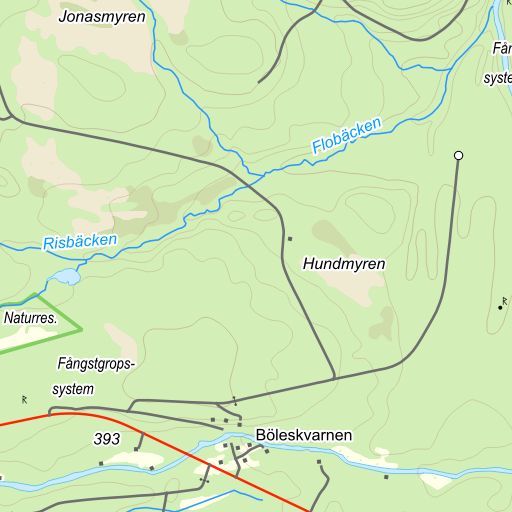 Jonasmyren
Fån
syste
Flobäcken
Risbäcken
Hundmyren
R
Naturres.
Fångstgrops-
system
R
393
Böleskvarnen